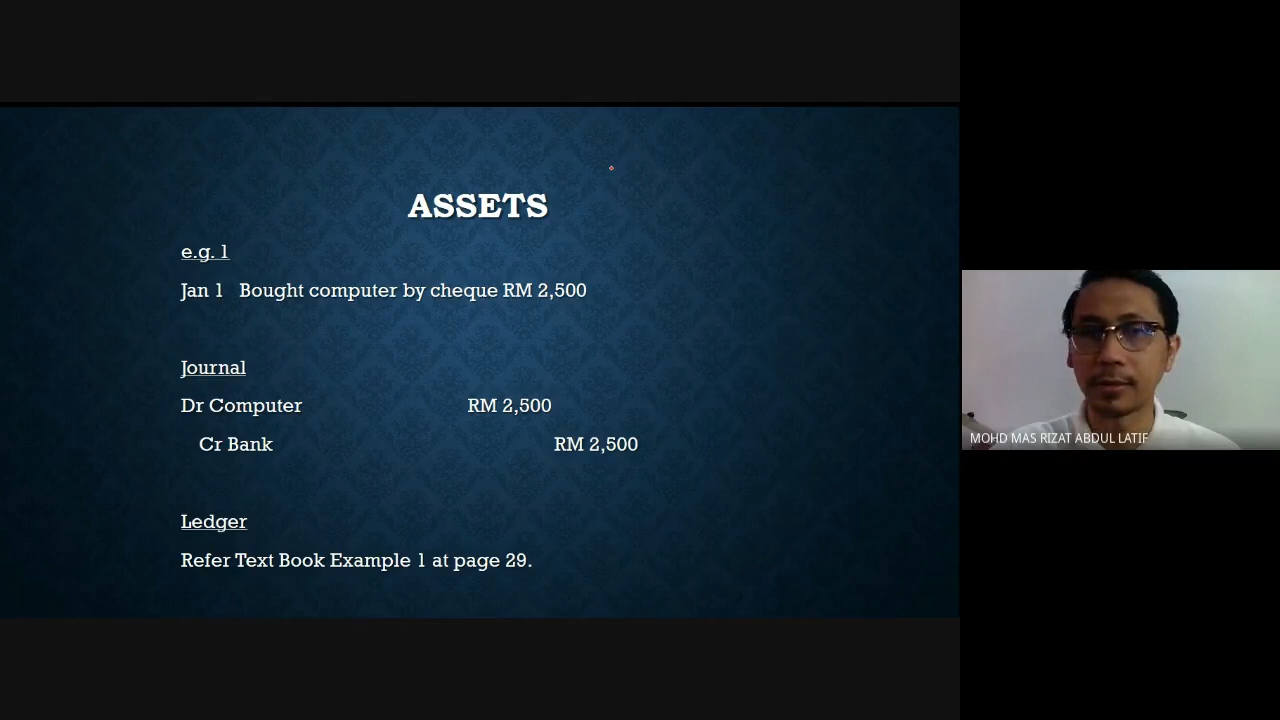 ASSETS
e.g. 1
Jan 1 Bought computer by cheque RM 2,500
Journal
Dr Computer RM 2,500
Cr Bank RM 2,500
Ledger
Refer Text Book Example 1 at page 29.
MOHD MAS RIZAT ABDUL LATIF